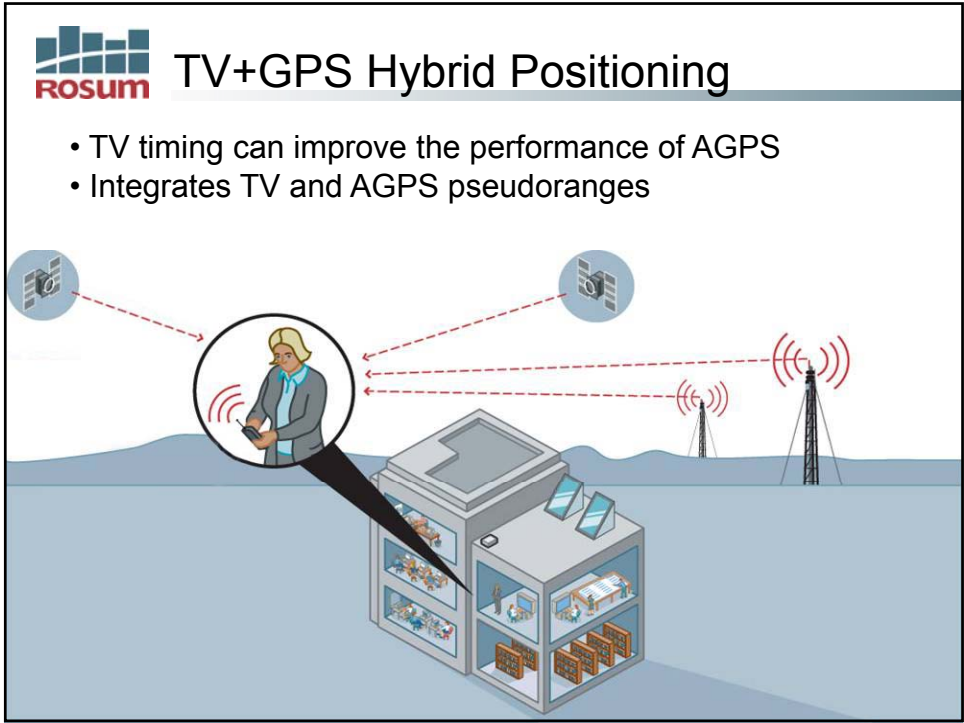 ROSUM
TV+GPS Hybrid Positioning
• TV timing can improve the performance of AGPS
• Integrates TV and AGPS pseudoranges